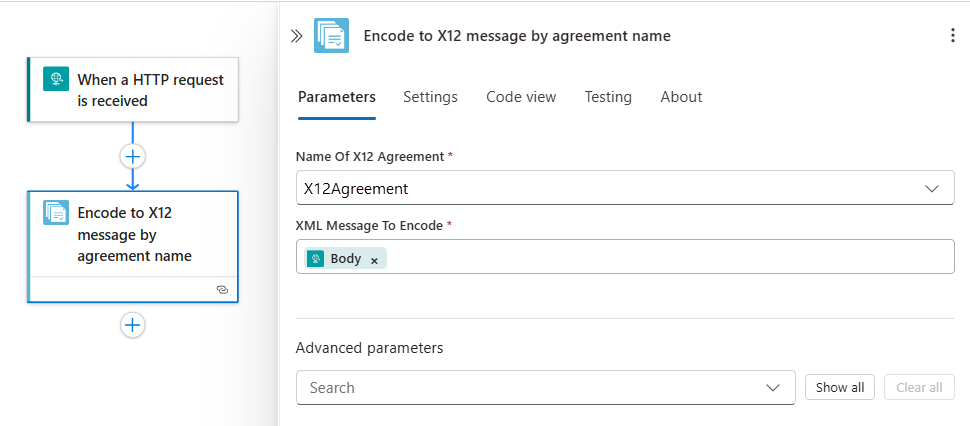 When a HTTP request
is received
Encode to X12
message by
agreement name
Encode to X12 message by agreement name
Parameters Settings Code view Testing About
Name Of X12 Agreement *
X12Agreement
XML Message To Encode *
Body ×
Advanced parameters
Search Show all Clear all